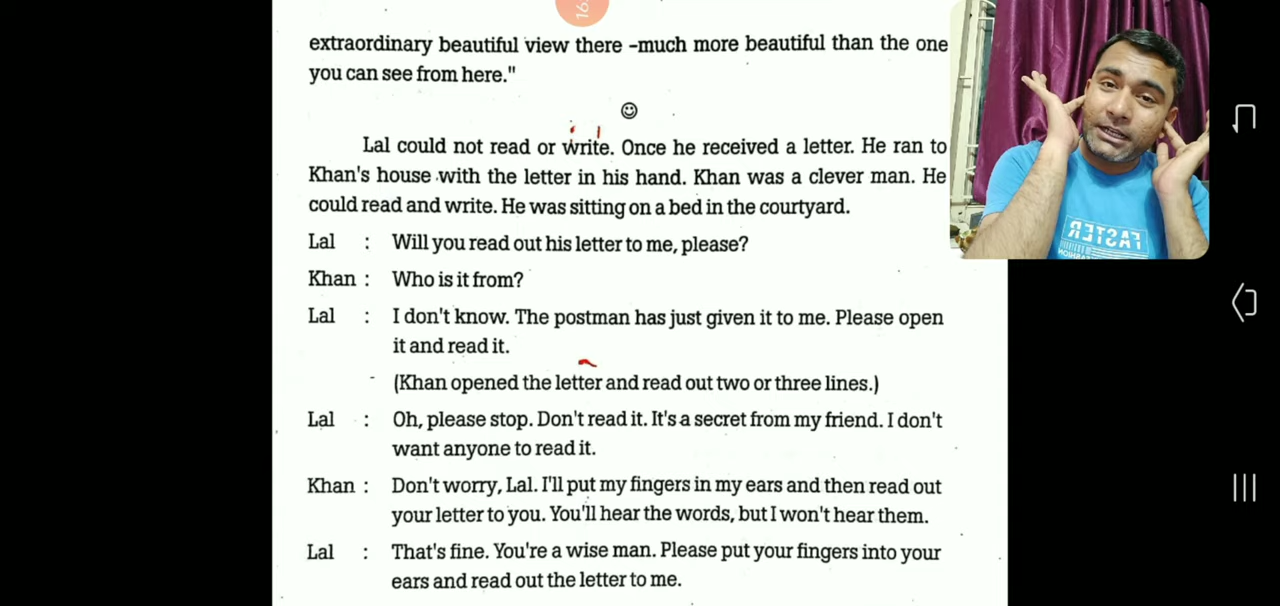 16
extraordinary beautiful view there -much more beautiful than the one
you can see from here."
Lal could not read or write. Once he received a letter. He ran to
Khan's house with the letter in his hand. Khan was a clever man. He
could read and write. He was sitting on a bed in the courtyard.
Lal : Will you read out his letter to me, please?
Khan : Who is it from?
Lal : I don't know. The postman has just given it to me. Please open
it and read it.
(Khan opened the letter and read out two or three lines.)
Lal : Oh, please stop. Don't read it. It's a secret from my friend. I don't
want anyone to read it.
Khan : Don't worry, Lal. I'll put my fingers in my ears and then read out
your letter to you. You'll hear the words, but I won't hear them.
Lal : That's fine. You're a wise man. Please put your fingers into your
ears and read out the letter to me.
FASTER
FASHION